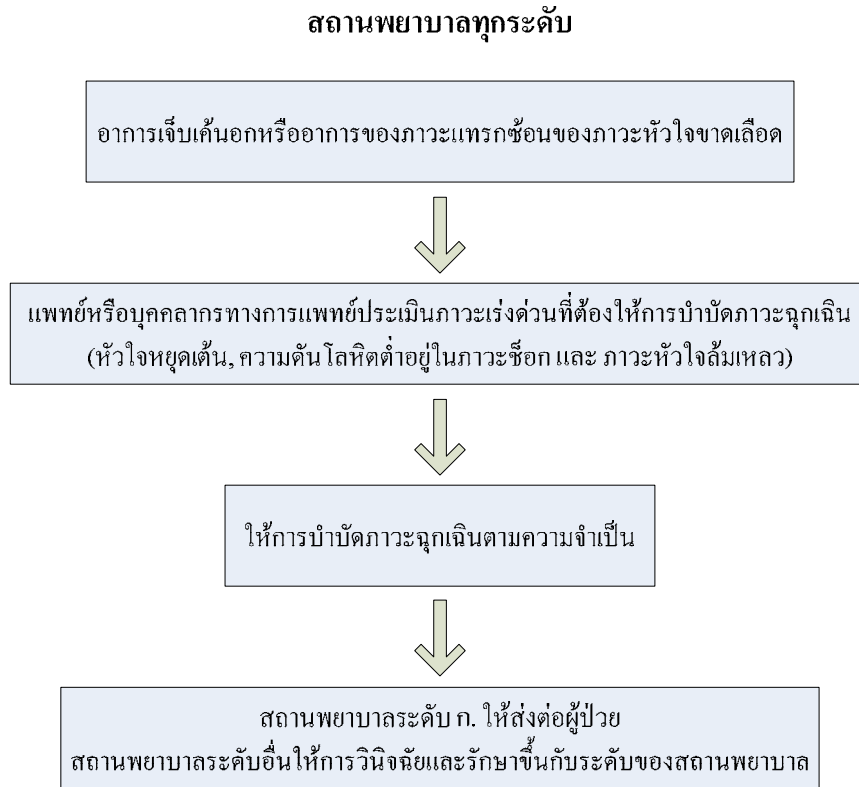 สถานพยาบาลทุกระดับ
อาการเจ็บเค้นอกหรืออาการของภาวะแทรกซ้อนของภาวะหัวใจขาดเลือด
แพทย์หรือบุคคลากรทางการแพทย์ประเมินภาวะเร่งด่วนที่ต้องให้การบำบัดภาวะฉุกเฉิน
(หัวใจหยุดเต้น, ความดันโลหิตต่ำอยู่ในภาวะช็อก และ ภาวะหัวใจล้มเหลว)
ให้การบำบัดภาวะฉุกเฉินตามความจำเป็น
สถานพยาบาลระดับ ก. ให้ส่งต่อผู้ป่วย
สถานพยาบาลระดับอื่นให้การวินิจฉัยและรักษาขึ้นกับระดับของสถานพยาบาล